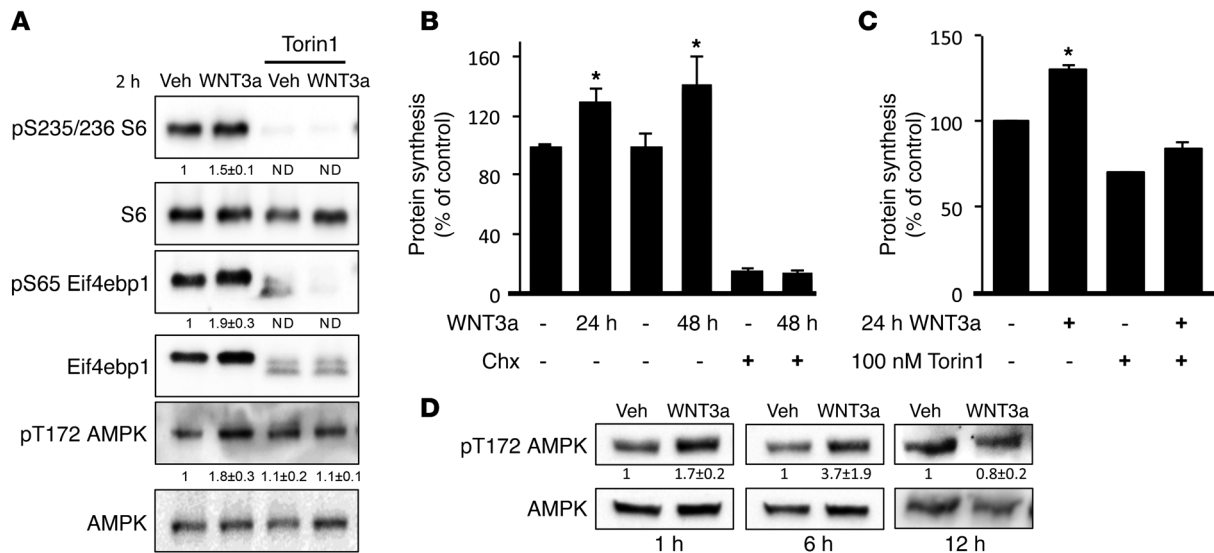 A
Torin1
2 h Veh WNT3a Veh WNT3a
pS235/236 S6
1 1.5±0.1 ND ND
S6
pS65 Eif4ebp1
1 1.9±0.3 ND ND
Eif4ebp1
pT172 AMPK
1 1.8±0.3 1.1±0.2 1.1±0.1
AMPK
B
Protein synthesis
(% of control)
160
120
80
40
0
* *
WNT3a - 24 h - 48 h - 48 h
Chx - - - - + +
C
Protein synthesis
(% of control)
150
100
50
0
*
24 h WNT3a - + - +
100 nM Torin1 - - + +
D
Veh WNT3a Veh WNT3a Veh WNT3a
pT172 AMPK
1 1.7±0.2 1 3.7±1.9 1 0.8±0.2
AMPK
1 h 6 h 12 h